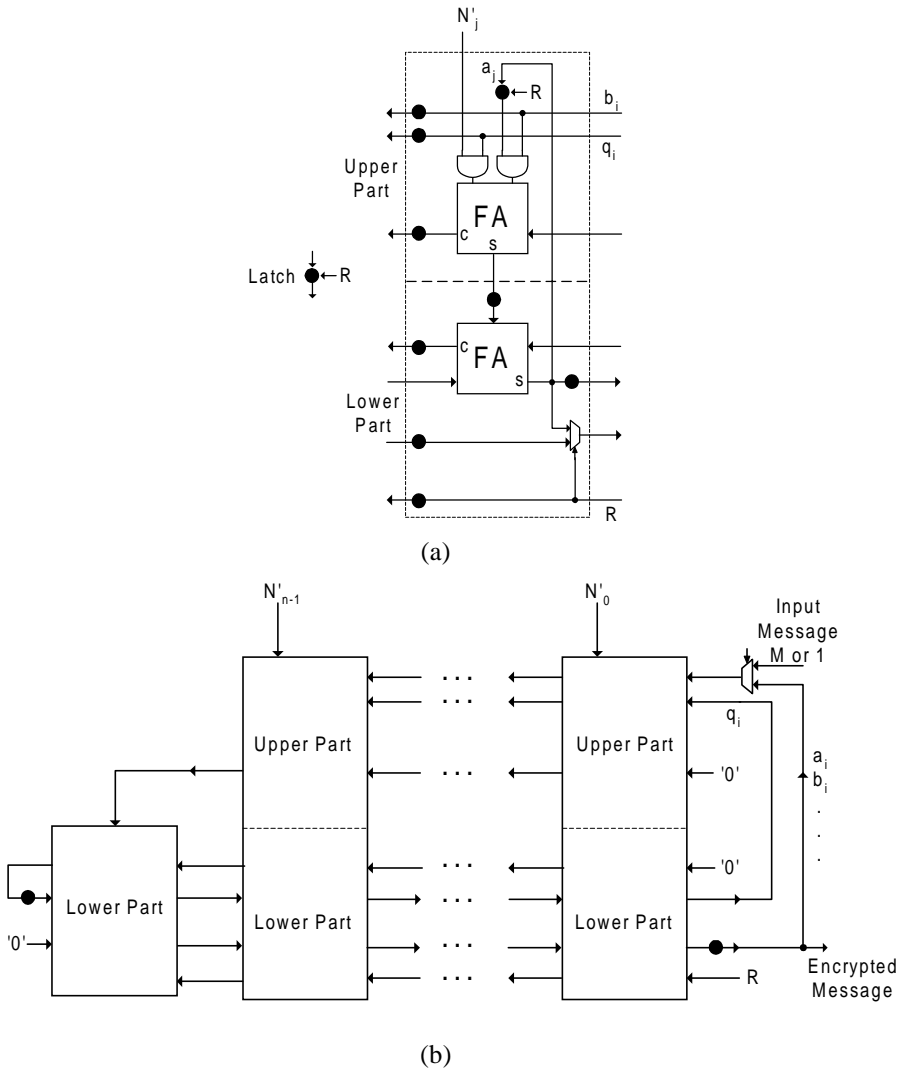 N'j
aj
R
bi
qi
Upper
Part
FA
c
s
Latch
R
c
FA
s
Lower
Part
R
(a)
N'n-1
N'0
Input
Message
M or 1
. . .
. . .
qi
Upper Part
Upper Part
ai
bi
.
.
.
. . .
'0'
. . .
'0'
Lower Part
'0'
Lower Part
. . .
Lower Part
. . .
. . .
R
Encrypted
Message
(b)